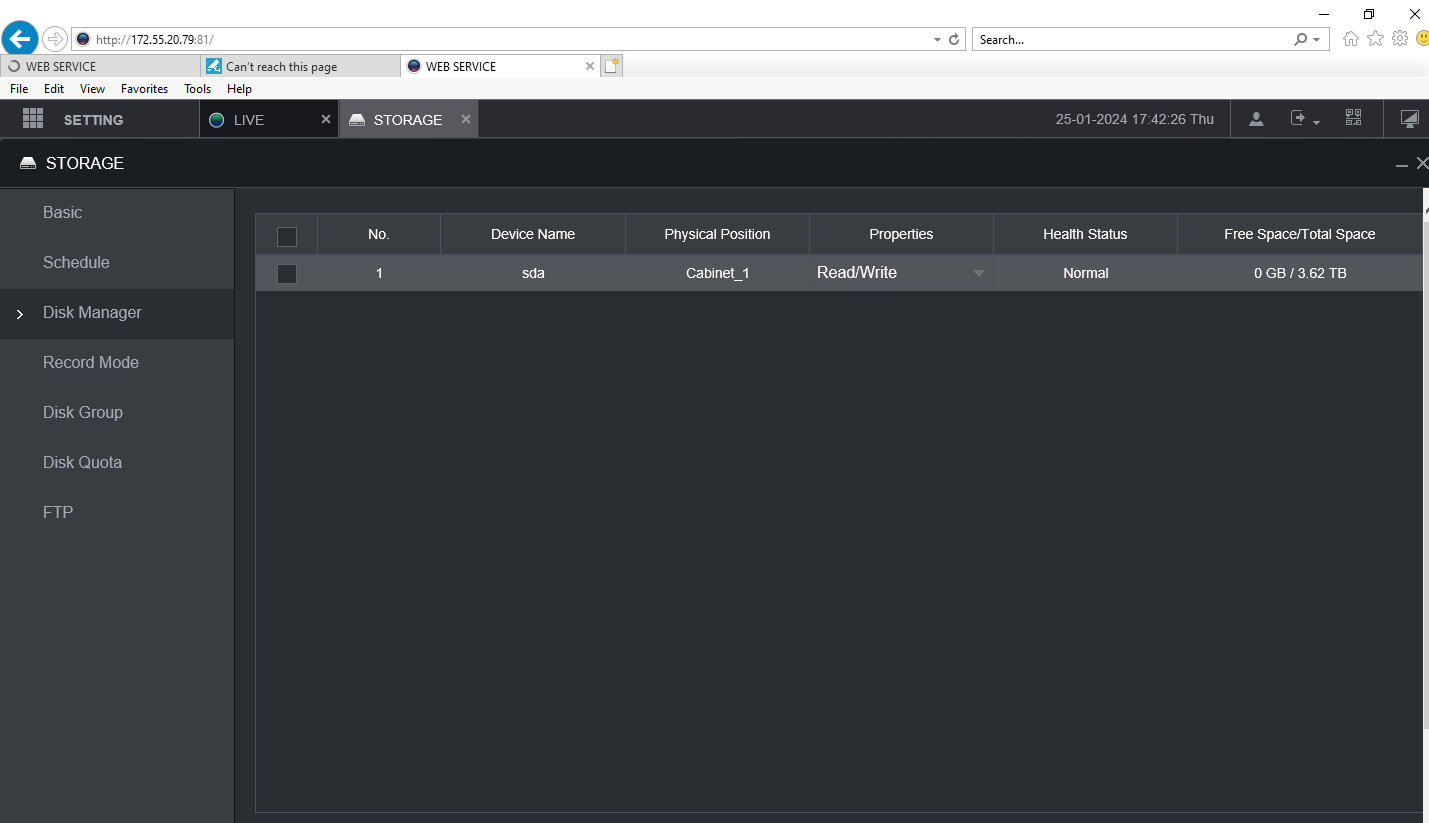 http://172.55.20.79:81/
Search...
WEB SERVICE
Can't reach this page
WEB SERVICE
File Edit View Favorites Tools Help
SETTING
LIVE
STORAGE
25-01-2024 17:42:26 Thu
STORAGE
Basic
Schedule
Disk Manager
Record Mode
Disk Group
Disk Quota
FTP
No. Device Name Physical Position Properties Health Status Free Space/Total Space
1 sda Cabinet_1 Read/Write Normal 0 GB / 3.62 TB